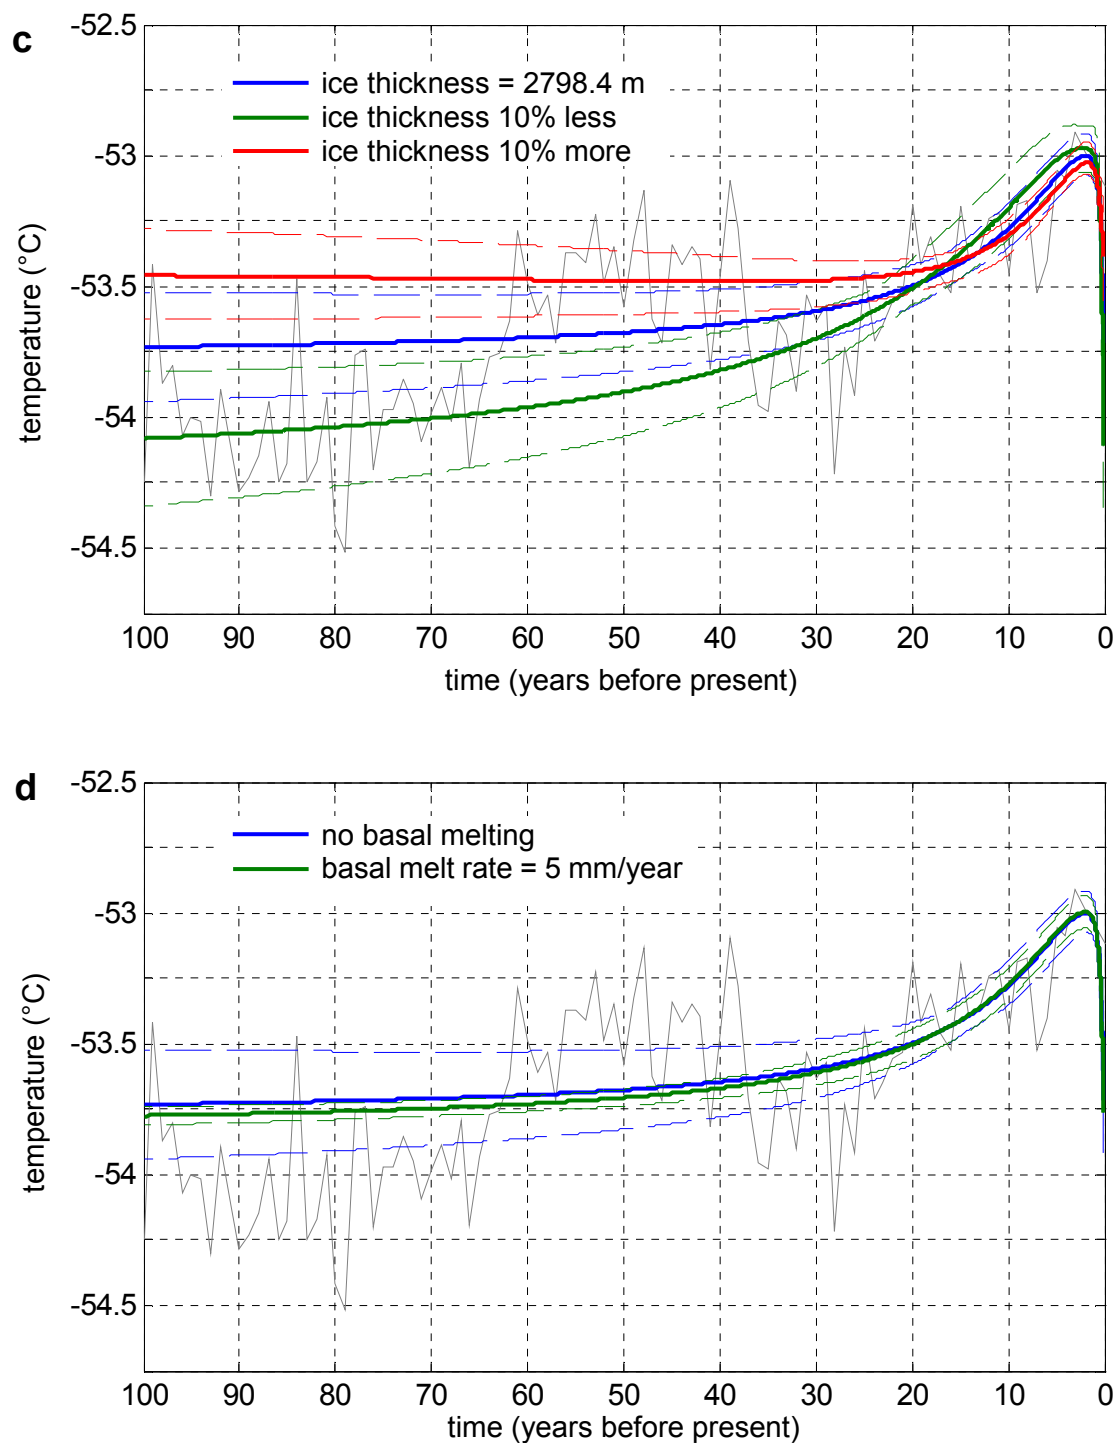 c
-52.5
-53
-53.5
-54
-54.5
temperature (°C)
ice thickness = 2798.4 m
ice thickness 10% less
ice thickness 10% more
100 90 80 70 60 50 40 30 20 10 0
time (years before present)
d
-52.5
-53
-53.5
-54
-54.5
temperature (°C)
no basal melting
basal melt rate = 5 mm/year
100 90 80 70 60 50 40 30 20 10 0
time (years before present)